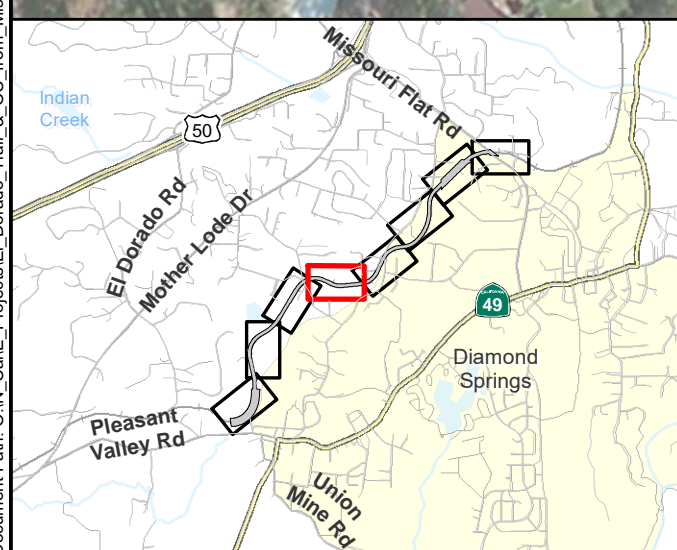 Missouri Flat Rd
Indian
Creek
50
El Dorado Rd
Mother Lode Dr
CALIFORNIA
49
Diamond
Springs
Pleasant
Valley Rd
Union
Mine Rd